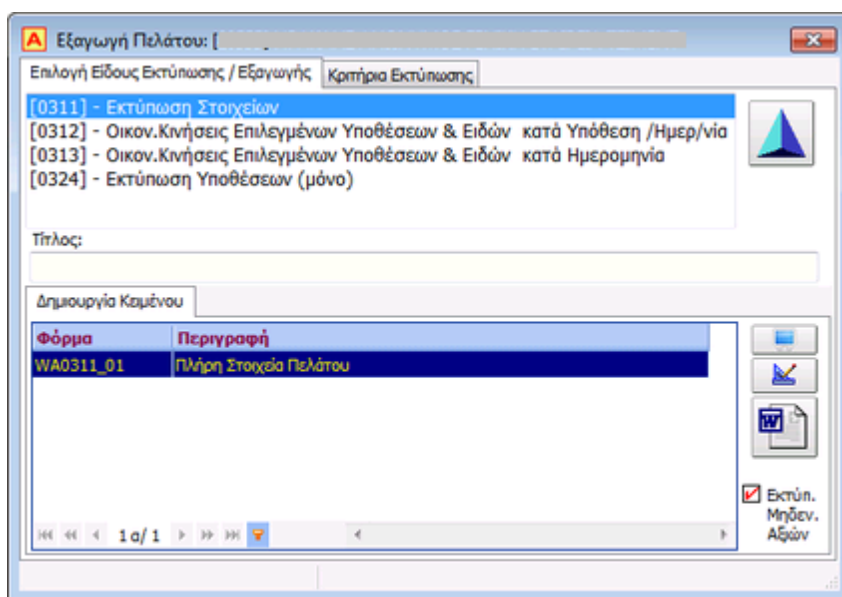 A Εξαγωγή Πελάτου: [
Επιλογή Είδους Εκτύπωσης / Εξαγωγής Κριτήρια Εκτύπωσης
[0311] - Εκτύπωση Στοιχείων
[0312] - Οικον.Κινήσεις Επιλεγμένων Υποθέσεων & Ειδών κατά Υπόθεση /Ημερ/νία
[0313] - Οικον.Κινήσεις Επιλεγμένων Υποθέσεων & Ειδών κατά Ημερομηνία
[0324] - Εκτύπωση Υποθέσεων (μόνο)
Τίτλος:
Δημιουργία Κειμένου
Φόρμα Περιγραφή
WA0311_01 Πλήρη Στοιχεία Πελάτου
W
Εκτύπ.
Μηδεν.
Αξιών
1 α/ 1